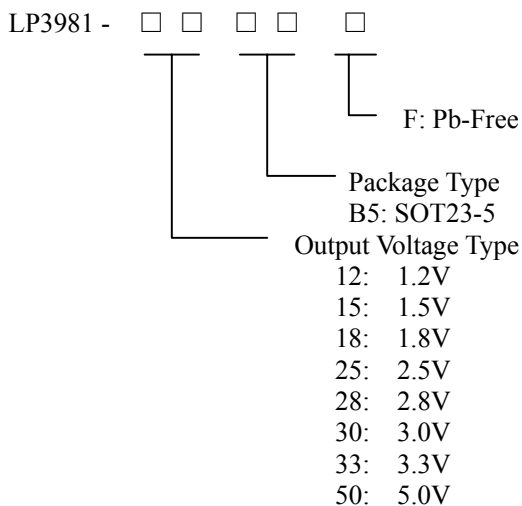 LP3981 - □ □ □ □ □
F: Pb-Free
Package Type
B5: SOT23-5
Output Voltage Type
12: 1.2V
15: 1.5V
18: 1.8V
25: 2.5V
28: 2.8V
30: 3.0V
33: 3.3V
50: 5.0V